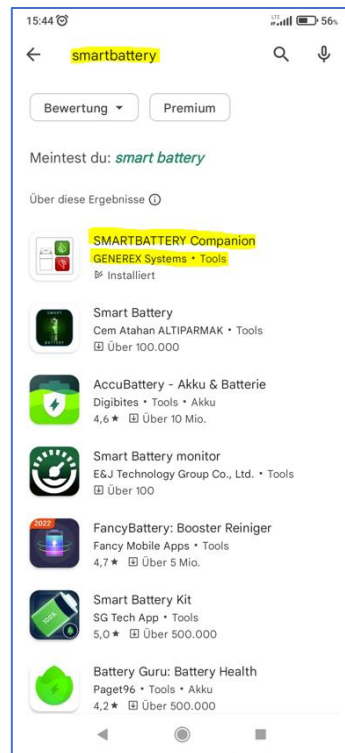 15:44
LTE
56%
smartbattery
Bewertung
Premium
Meintest du: smart battery
Über diese Ergebnisse
SMARTBATTERY Companion
GENEREX Systems • Tools
Installiert
SMART
BATTERY
Smart Battery
Cem Atahan ALTIPARMAK • Tools
Über 100.000
AccuBattery - Akku & Batterie
Digibites • Tools • Akku
4,6★ Über 10 Mio.
Smart Battery monitor
E&J Technology Group Co., Ltd. • Tools
Über 100
2022
FancyBattery: Booster Reiniger
Fancy Mobile Apps • Tools
4,7★ Über 5 Mio.
100%
Smart Battery Kit
SG Tech App • Tools
5,0★ Über 500.000
Battery Guru: Battery Health
Paget96 • Tools • Akku
4,2★ Über 500.000